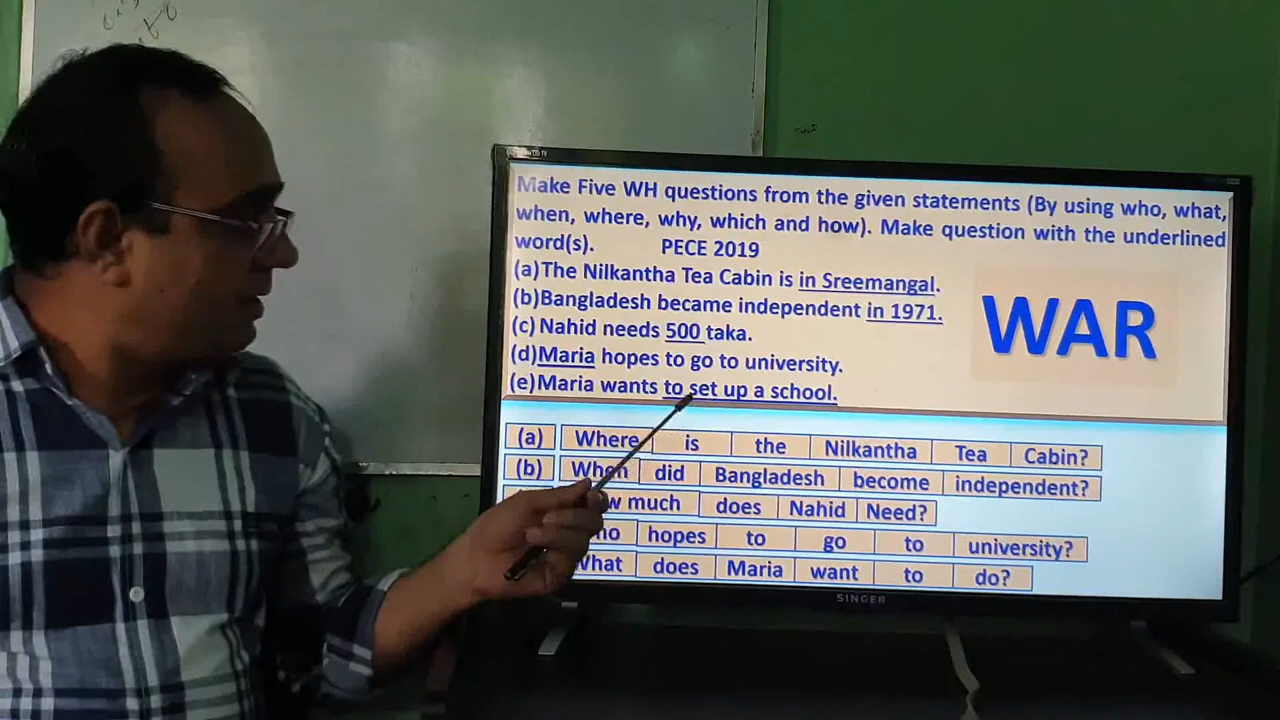 Make Five WH questions from the given statements (By using who, what,
when, where, why, which and how). Make question with the underlined
word(s). PECE 2019
(a)The Nilkantha Tea Cabin is in Sreemangal.
(b)Bangladesh became independent in 1971.
(c) Nahid needs 500 taka.
(d)Maria hopes to go to university.
(e)Maria wants to set up a school.
WAR
(a) Where is the Nilkantha Tea Cabin?
(b) When did Bangladesh become independent?
much does Nahid Need?
hopes to go to university?
What does Maria want to do?
SINGER